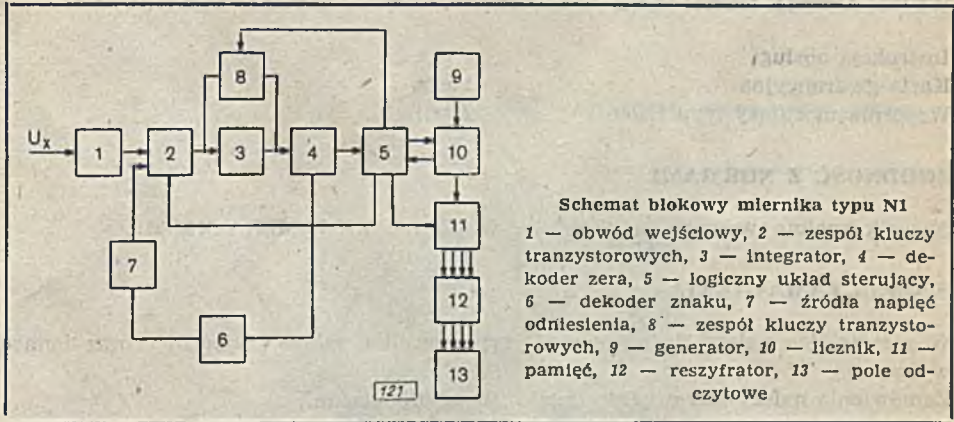 8
9
Uₓ
1
2
3
4
5
10
7
11
6
12
13
121
Schemat blokowy miernika typu N1
1 — obwód wejściowy, 2 — zespół kluczy
tranzystorowych, 3 — integrator, 4 — de-
koder zera, 5 — logiczny układ sterujący,
6 — dekoder znaku, 7 — źródła napięć
odniesienia, 8 — zespół kluczy tranzysto-
rowych, 9 — generator, 10 — licznik, 11 —
pamięć, 12 — reszyfrator, 13 — pole od-
czytowe